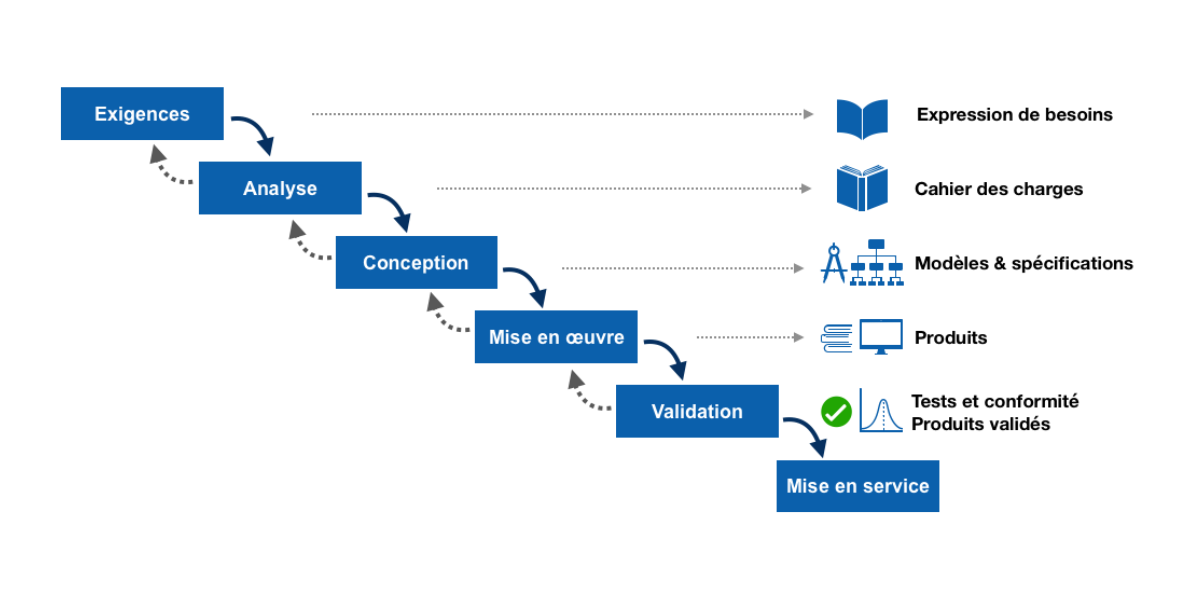 Exigences
Expression de besoins
Analyse
Cahier des charges
Conception
Modèles & spécifications
Mise en œuvre
Produits
Validation
Tests et conformité
Produits validés
Mise en service